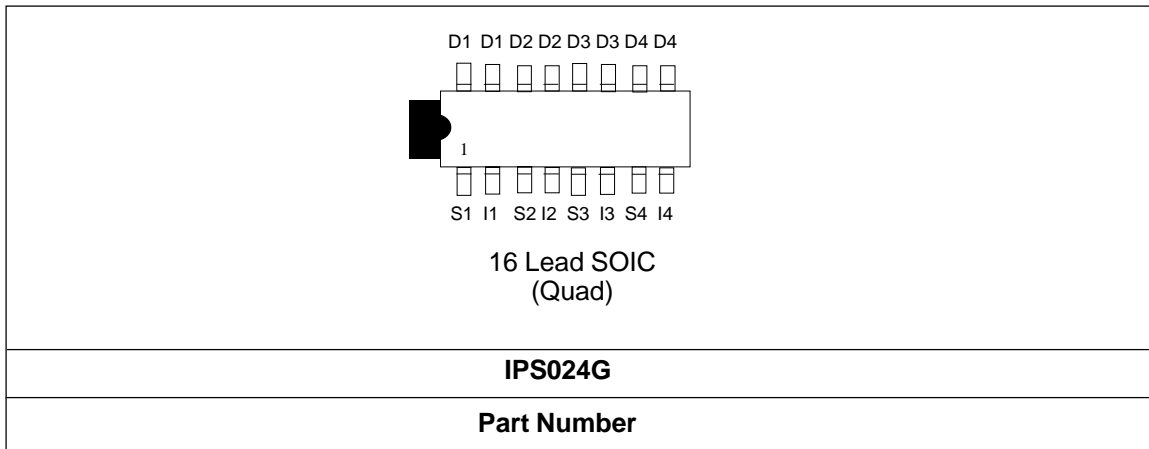 D1 D1 D2 D2 D3 D3 D4 D4
1
S1 I1 S2 I2 S3 I3 S4 I4
16 Lead SOIC
(Quad)
IPS024G
Part Number